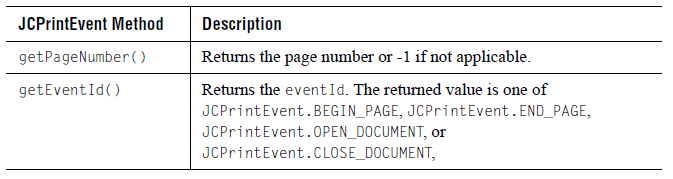 JCPrintEvent Method Description
getPageNumber() Returns the page number or -1 if not applicable.
getEventId() Returns the eventId. The returned value is one of
JCPrintEvent.BEGIN_PAGE, JCPrintEvent.END_PAGE,
JCPrintEvent.OPEN_DOCUMENT, or
JCPrintEvent.CLOSE_DOCUMENT,